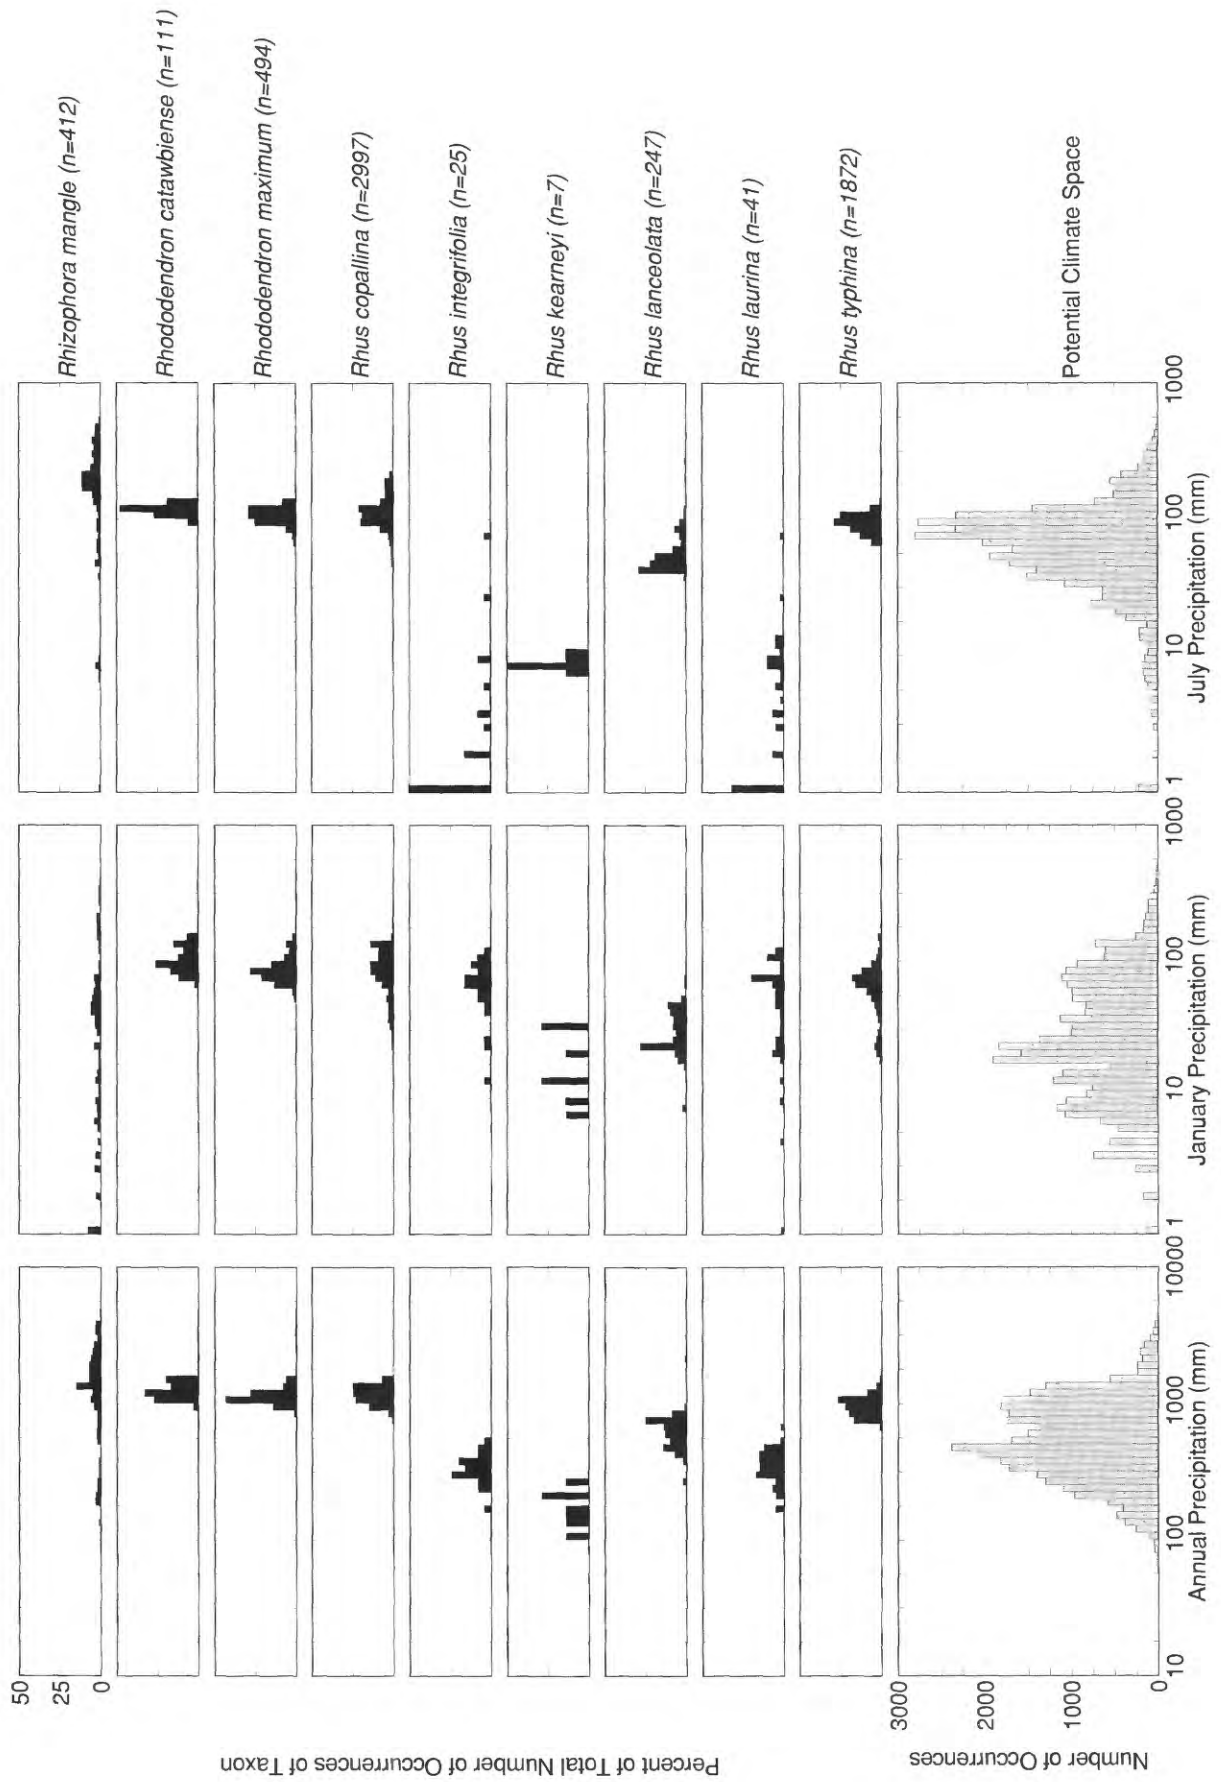 Rhizophora mangle (n=412)
Rhododendron catawbiense (n=111)
Rhododendron maximum (n=494)
Rhus copallina (n=2997)
Rhus integrifolia (n=25)
Rhus kearneyi (n=7)
Rhus lanceolata (n=247)
Rhus laurina (n=41)
Rhus typhina (n=1872)
Potential Climate Space
Percent of Total Number of Occurrences of Taxon
50
25
0
Number of Occurrences
3000
2000
1000
0
10 100 1000 10000
Annual Precipitation (mm)
1 10 100 1000
January Precipitation (mm)
1 10 100 1000
July Precipitation (mm)